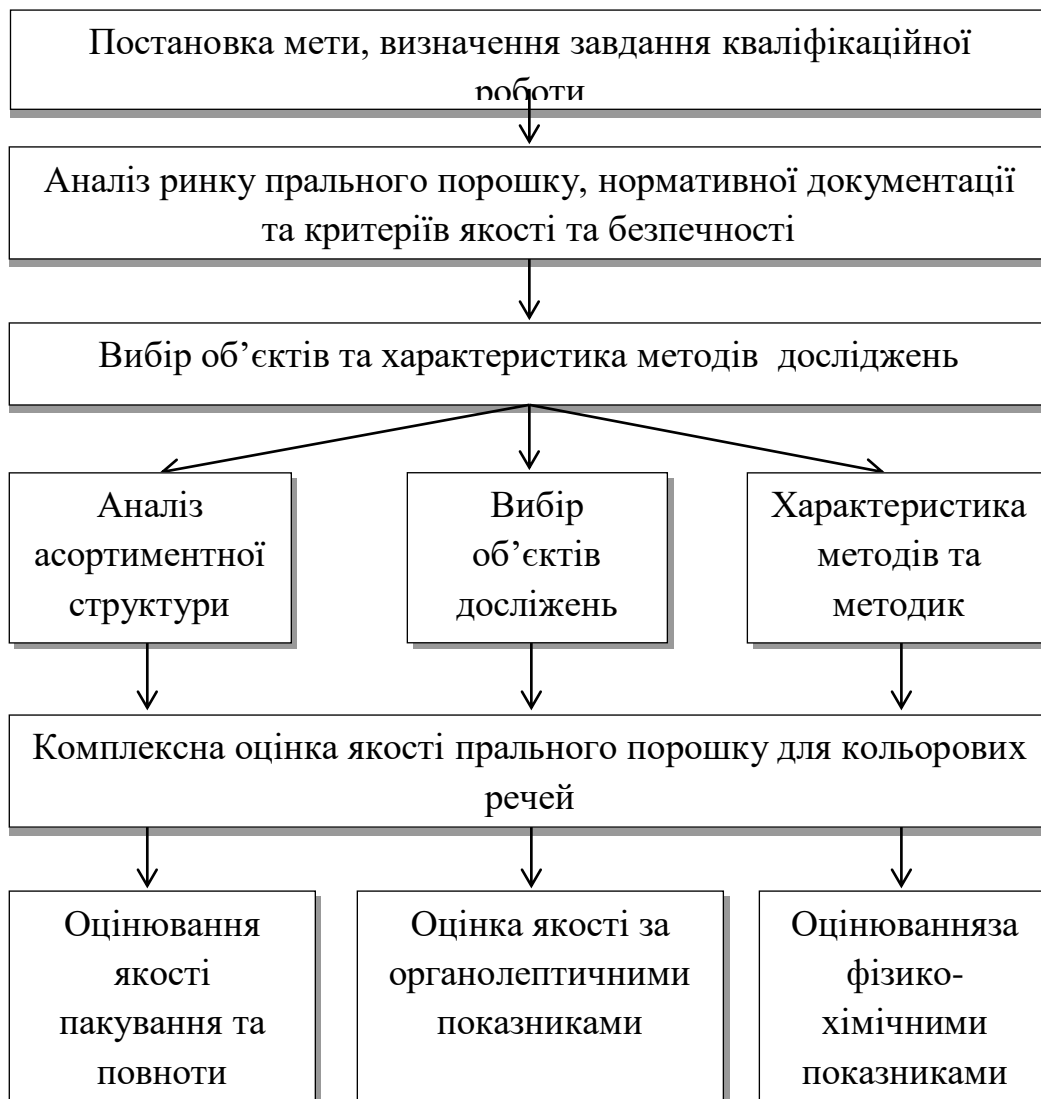 Постановка мети, визначення завдання кваліфікаційної
роботи
Аналіз ринку прального порошку, нормативної документації
та критеріїв якості та безпечності
Вибір об’єктів та характеристика методів досліджень
Аналіз
асортиментної
структури
Вибір
об’єктів
досліжень
Характеристика
методів та
методик
Комплексна оцінка якості прального порошку для кольорових
речей
Оцінювання
якості
пакування та
повноти
Оцінка якості за
органолептичними
показниками
Оцінюванняза
фізико-
хімічними
показниками